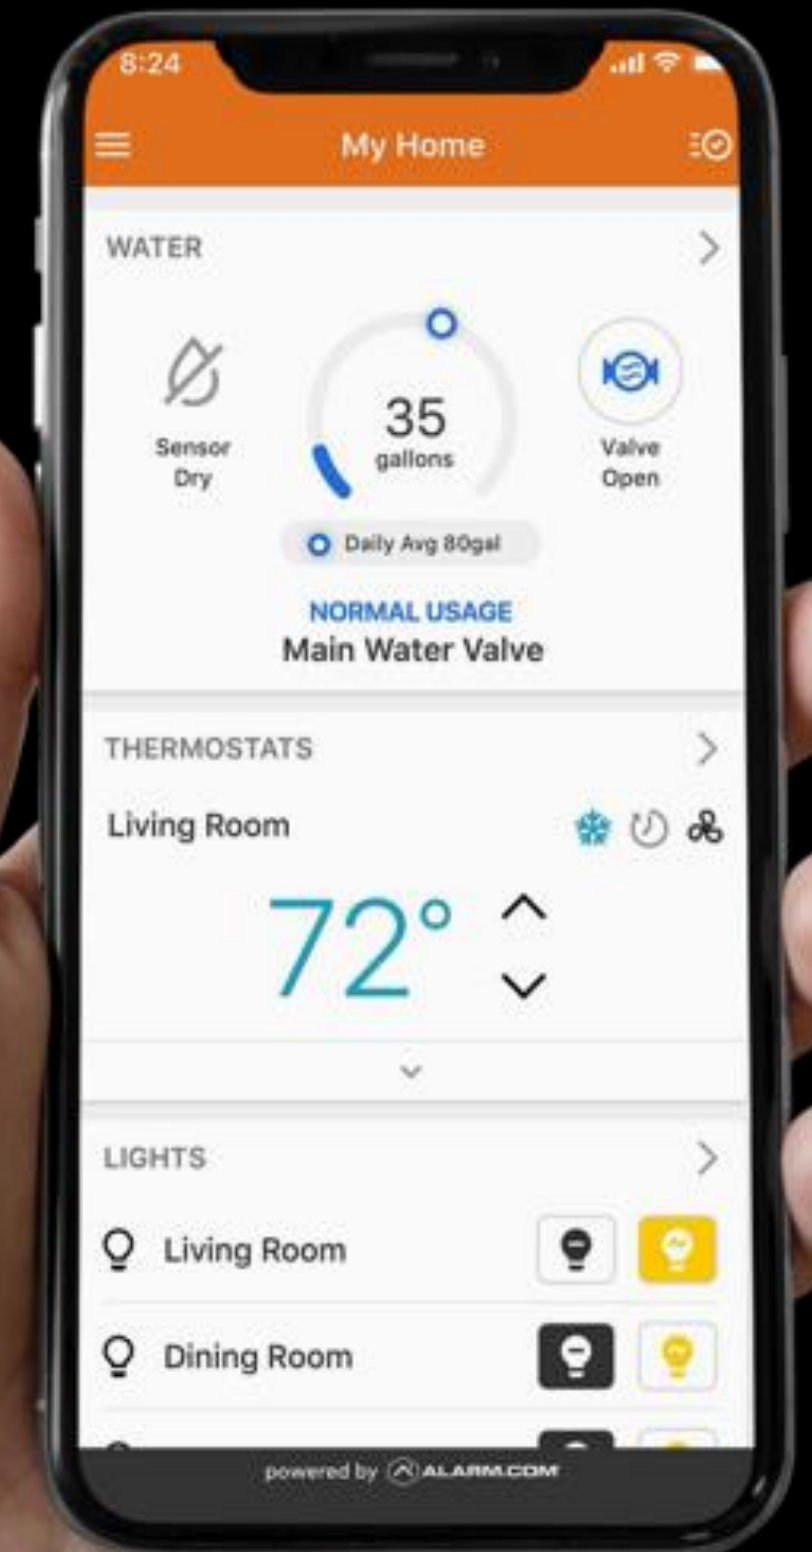 8:24
My Home
WATER
35
gallons
Sensor
Dry
Valve
Open
Daily Avg 80gal
NORMAL USAGE
Main Water Valve
THERMOSTATS
Living Room
72°
LIGHTS
Living Room
Dining Room
powered by ALARM.COM